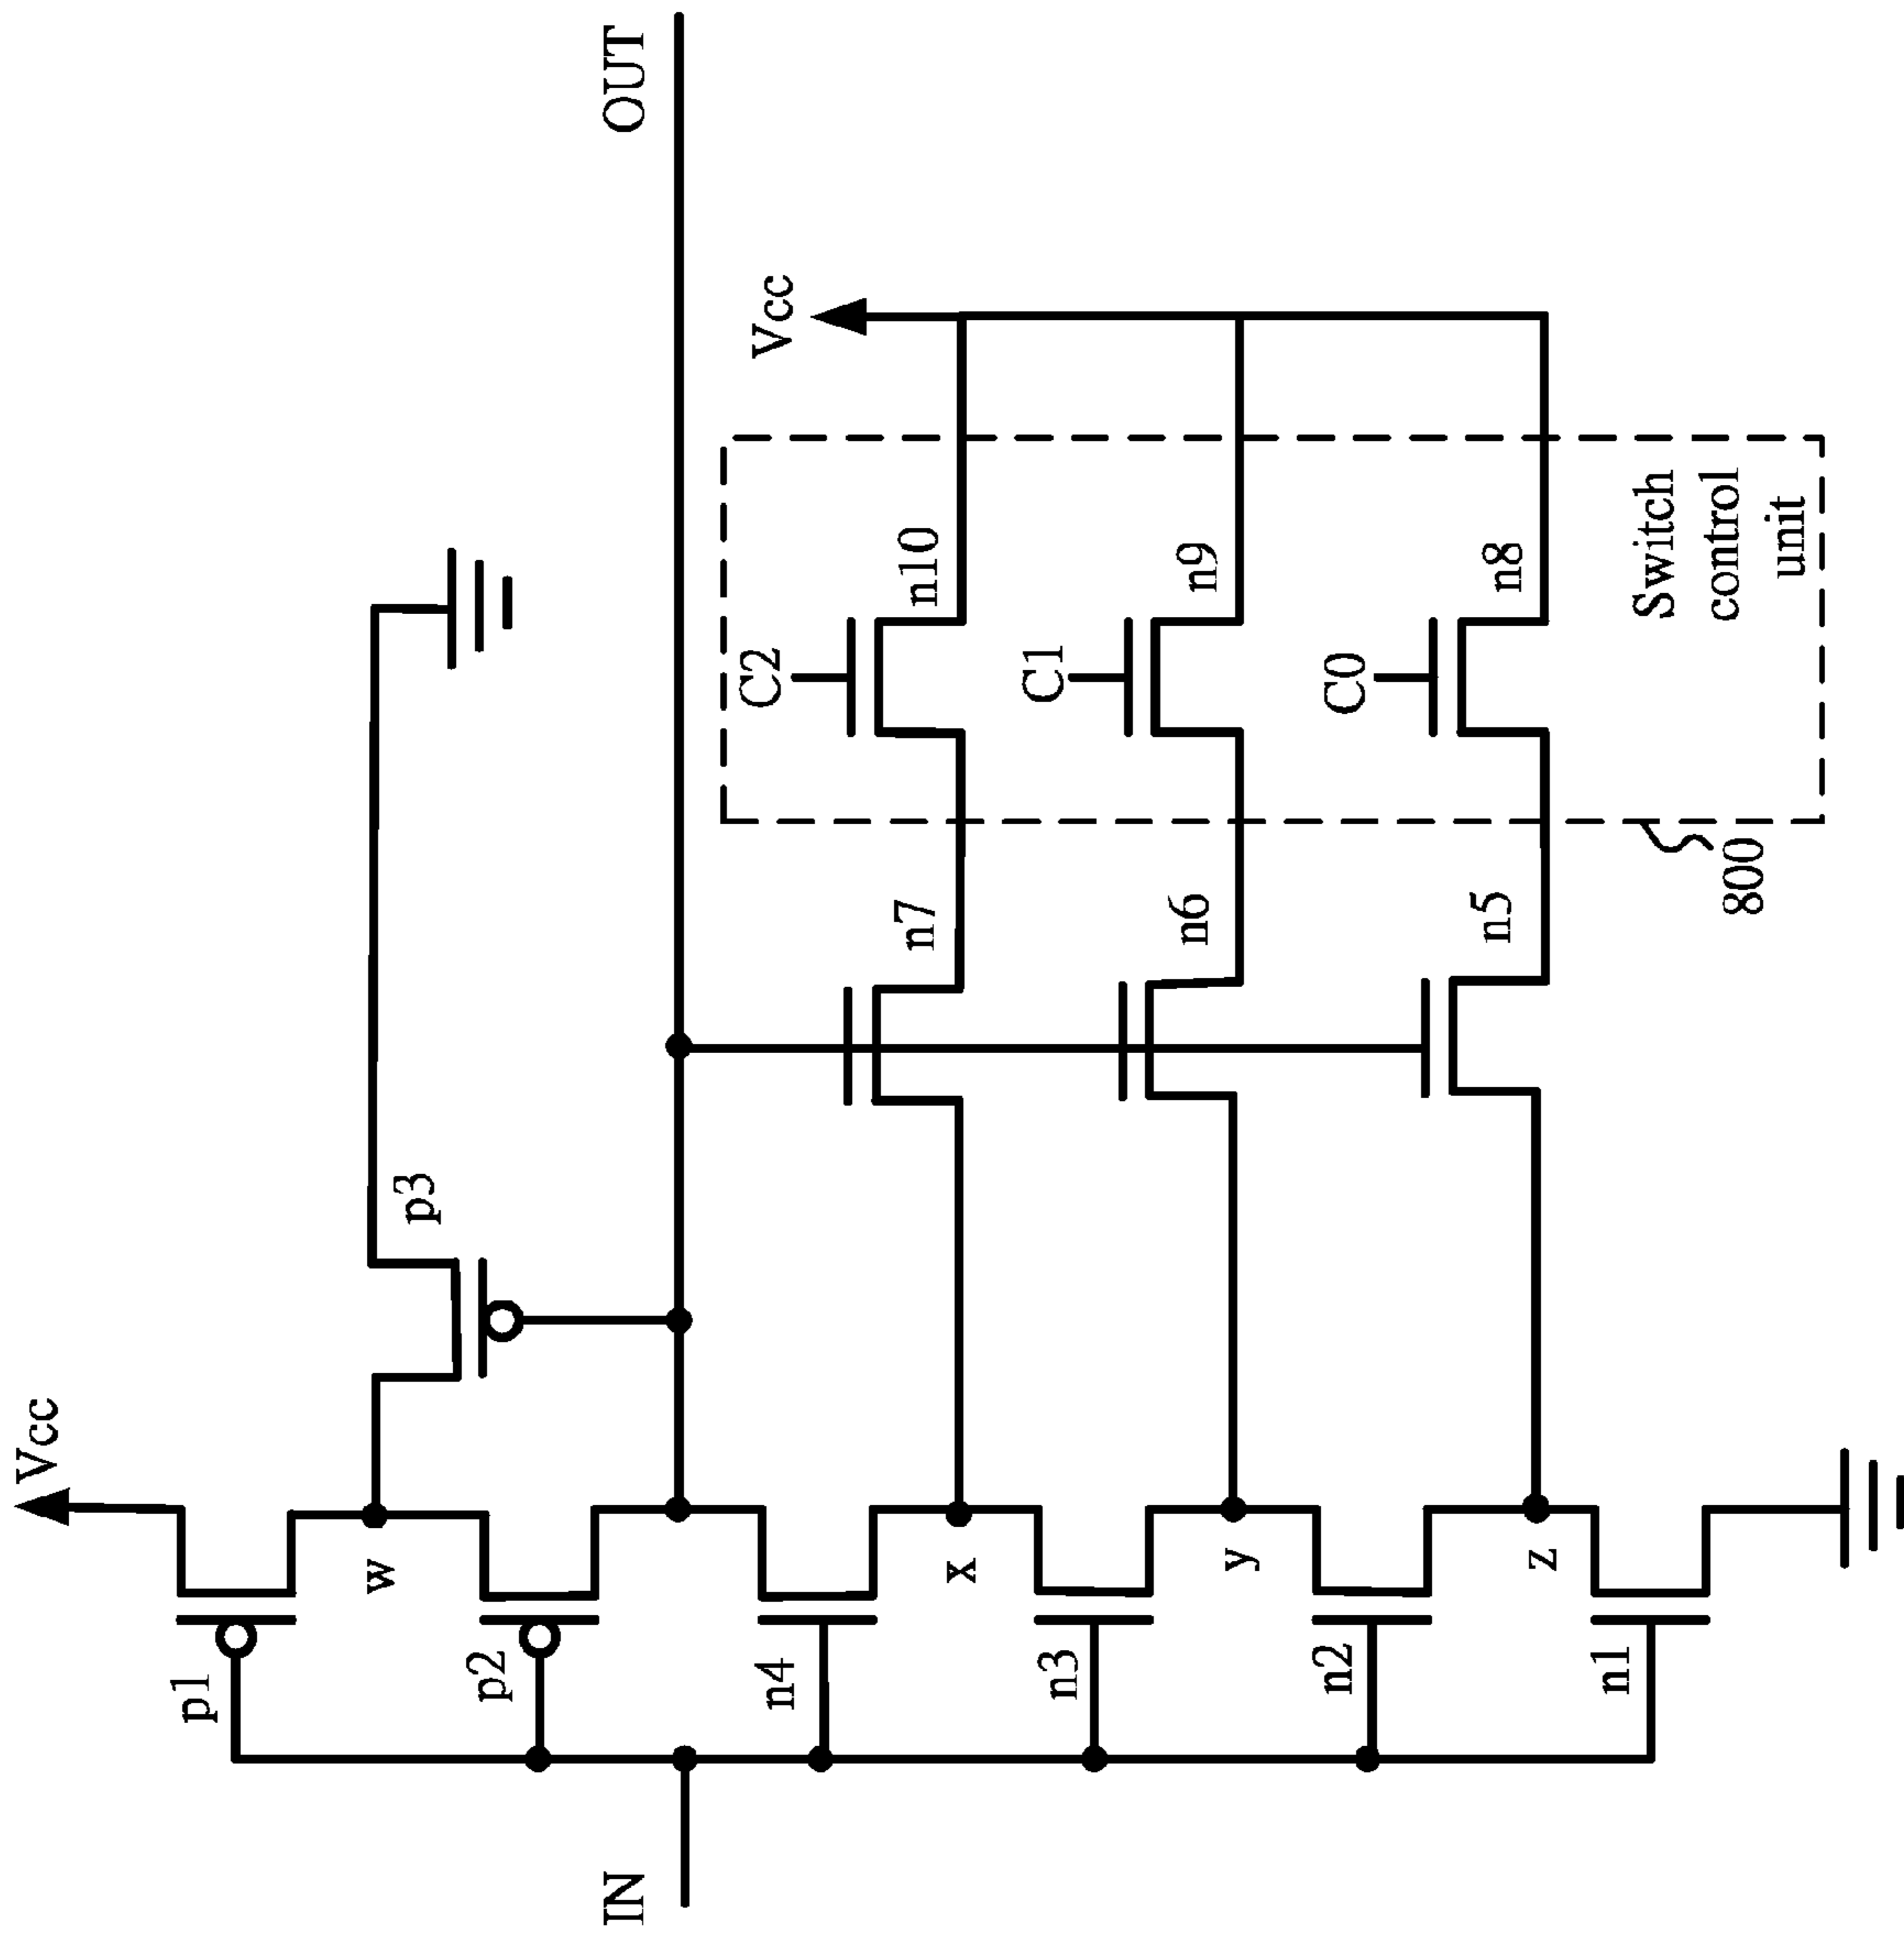 Vcc
p1
w
p3
p2
IN
OUT
n4
x
n7
C2
n10
Vcc
n3
y
n6
C1
n9
n2
z
n5
C0
n8
n1
800
Switch
control
unit